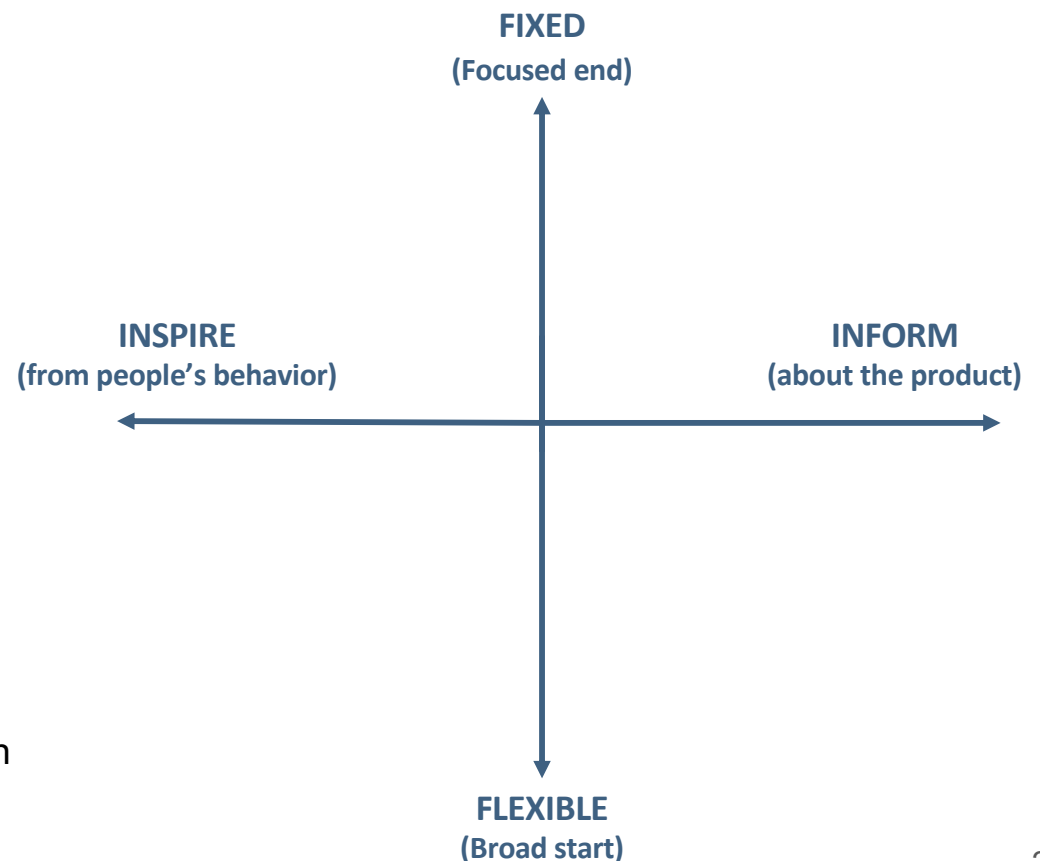 FIXED
(Focused end)
INSPIRE
(from people’s behavior)
INFORM
(about the product)
FLEXIBLE
(Broad start)